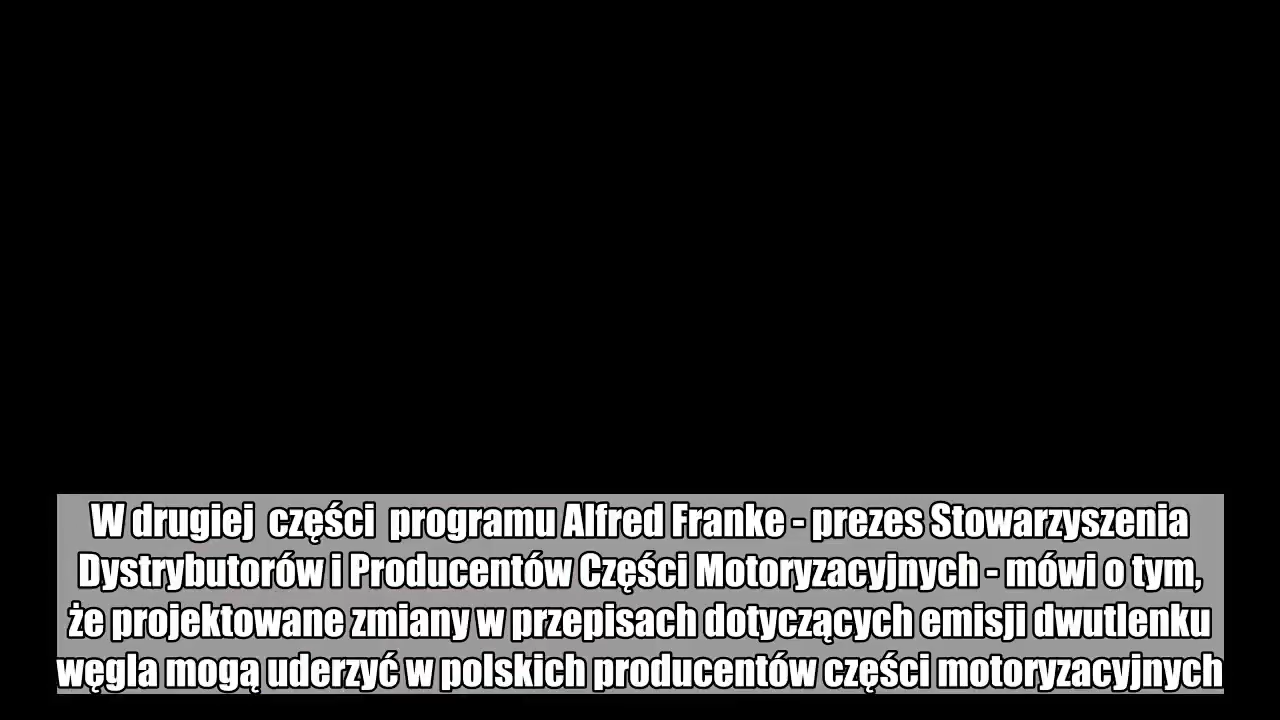 W drugiej części programu Alfred Franke - prezes Stowarzyszenia
Dystrybutorów i Producentów Części Motoryzacyjnych - mówi o tym,
że projektowane zmiany w przepisach dotyczących emisji dwutlenku
węgla mogą uderzyć w polskich producentów części motoryzacyjnych